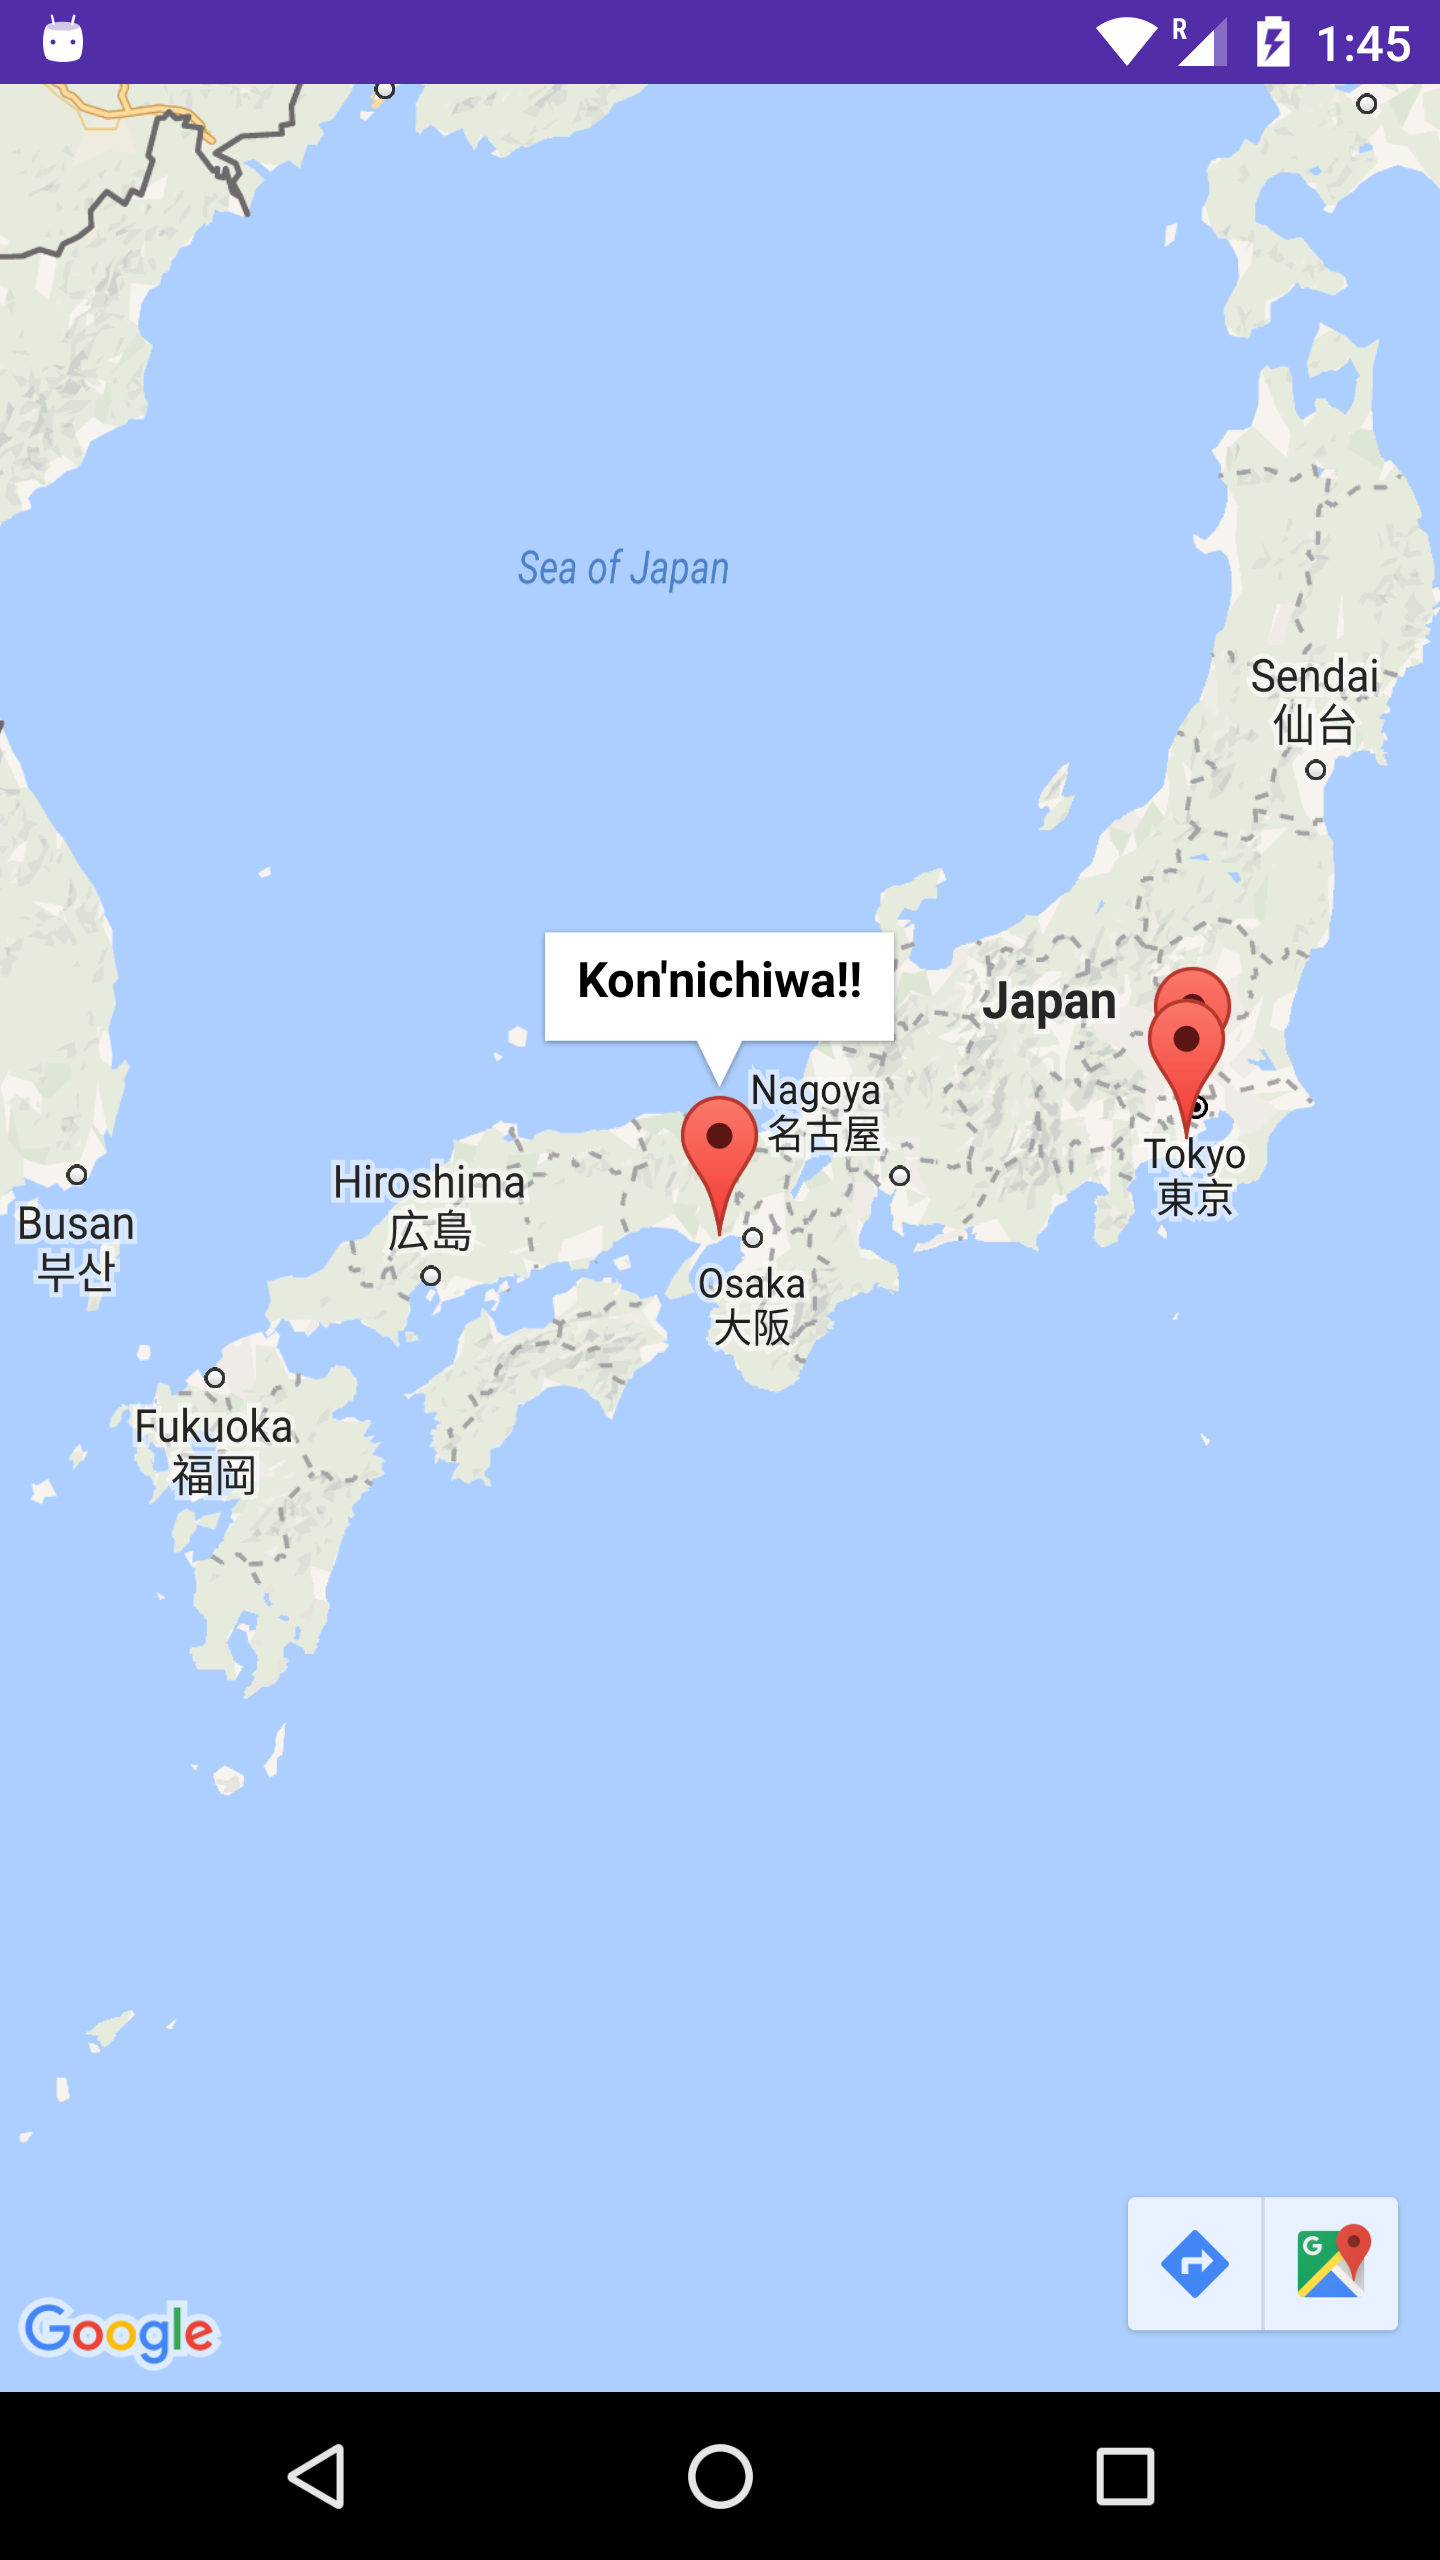 R
1:45
Sea of Japan
Sendai
仙台
Kon'nichiwa!!
Japan
Nagoya
名古屋
Tokyo
東京
Hiroshima
広島
Busan
부산
Osaka
大阪
Fukuoka
福岡
G
Google